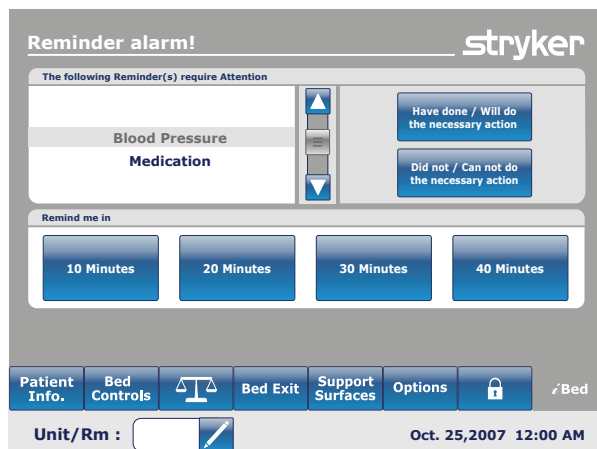 Reminder alarm!
stryker
The following Reminder(s) require Attention
Blood Pressure
Medication
Have done / Will do
the necessary action
Did not / Can not do
the necessary action
Remind me in
10 Minutes
20 Minutes
30 Minutes
40 Minutes
Patient
Info.
Bed
Controls
Bed Exit
Support
Surfaces
Options
iBed
Unit/Rm :
Oct. 25,2007 12:00 AM